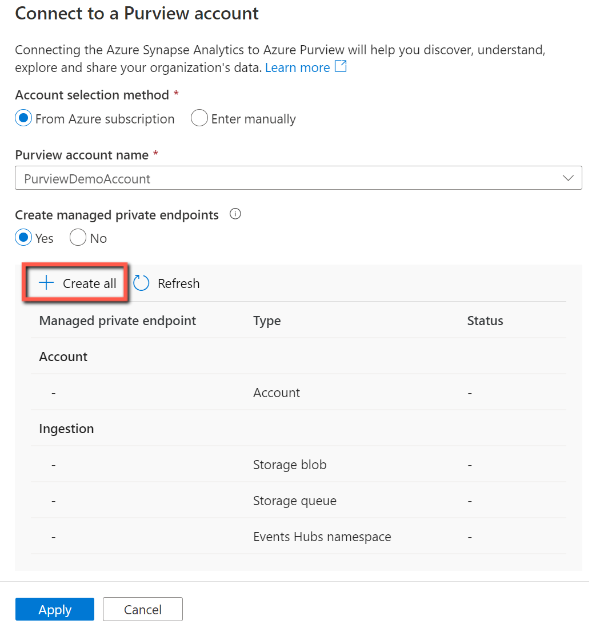 Connect to a Purview account
Connecting the Azure Synapse Analytics to Azure Purview will help you discover, understand,
explore and share your organization's data. Learn more
Account selection method *
From Azure subscription Enter manually
Purview account name *
PurviewDemoAccount
Create managed private endpoints
Yes No
Create all Refresh
Managed private endpoint Type Status
Account
- Account -
Ingestion
- Storage blob -
- Storage queue -
- Events Hubs namespace -
Apply Cancel